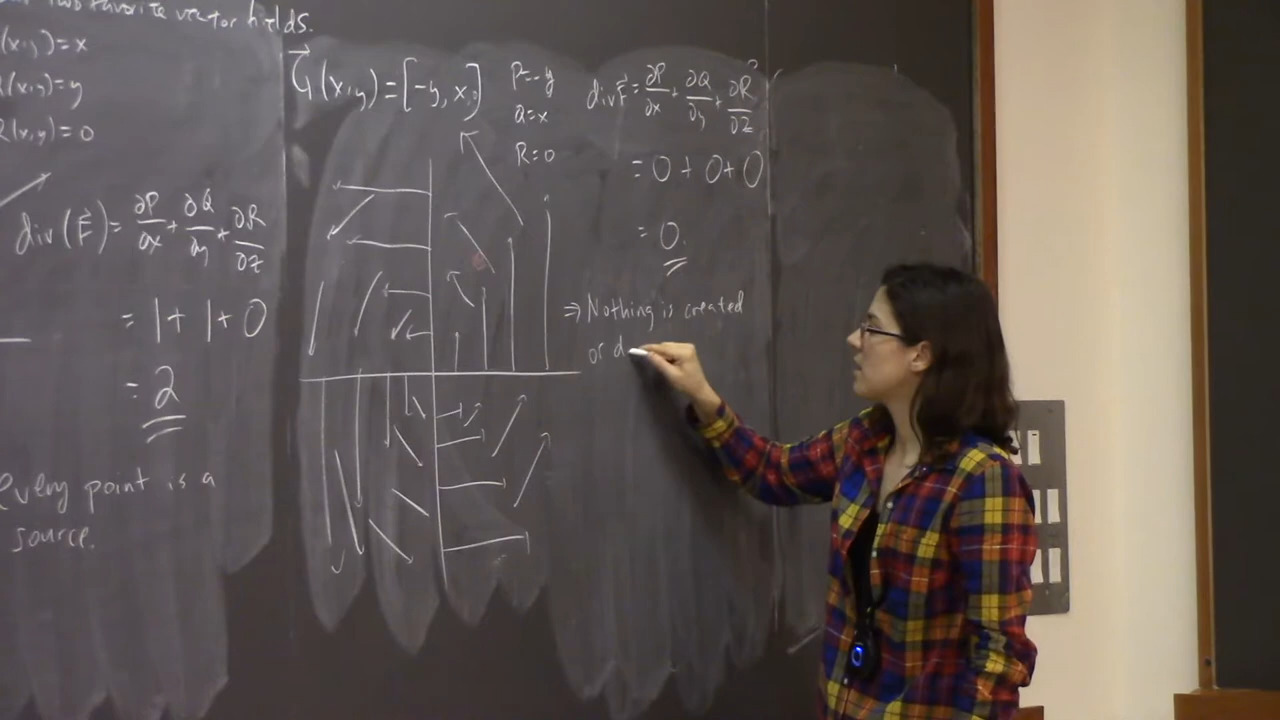 two favorite vector fields.
(x,y)=x
(x,y)=y
R(x,y)=0
div(F⃗)= ∂P/∂x + ∂Q/∂y + ∂R/∂z
= 1 + 1 + 0
= 2
every point is a
source.
G⃗(x,y)=[-y,x]
P=-y
Q=x
R=0
div F⃗ = ∂P/∂x + ∂Q/∂y + ∂R/∂z
= 0 + 0 + 0
= 0.
⇒ Nothing is created
or d